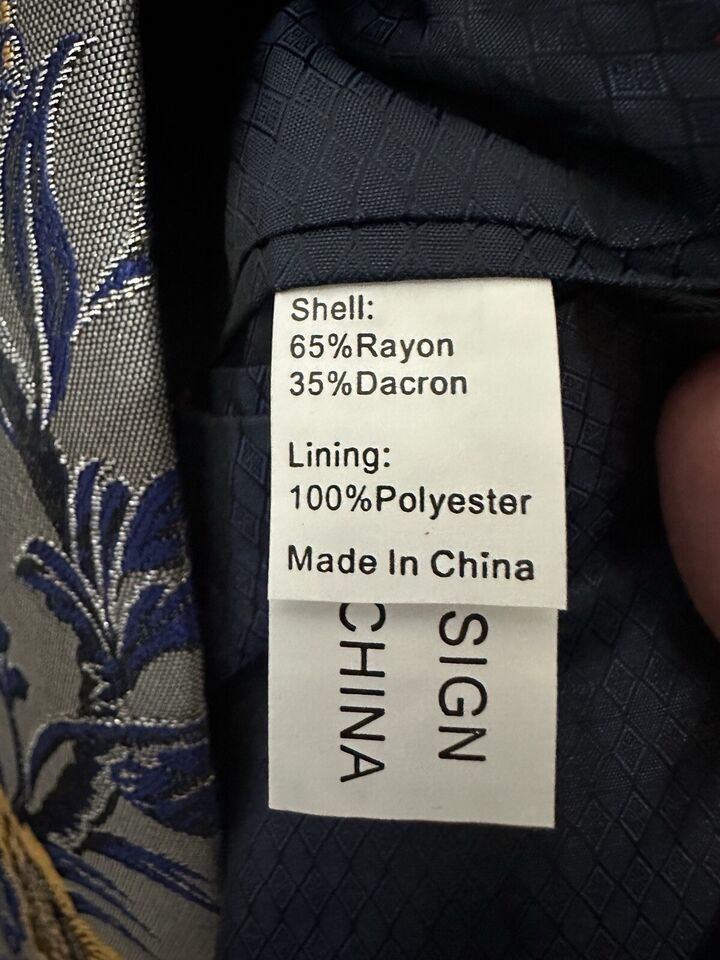 Shell:
65%Rayon
35%Dacron
Lining:
100%Polyester
Made In China
SIGN
CHINA